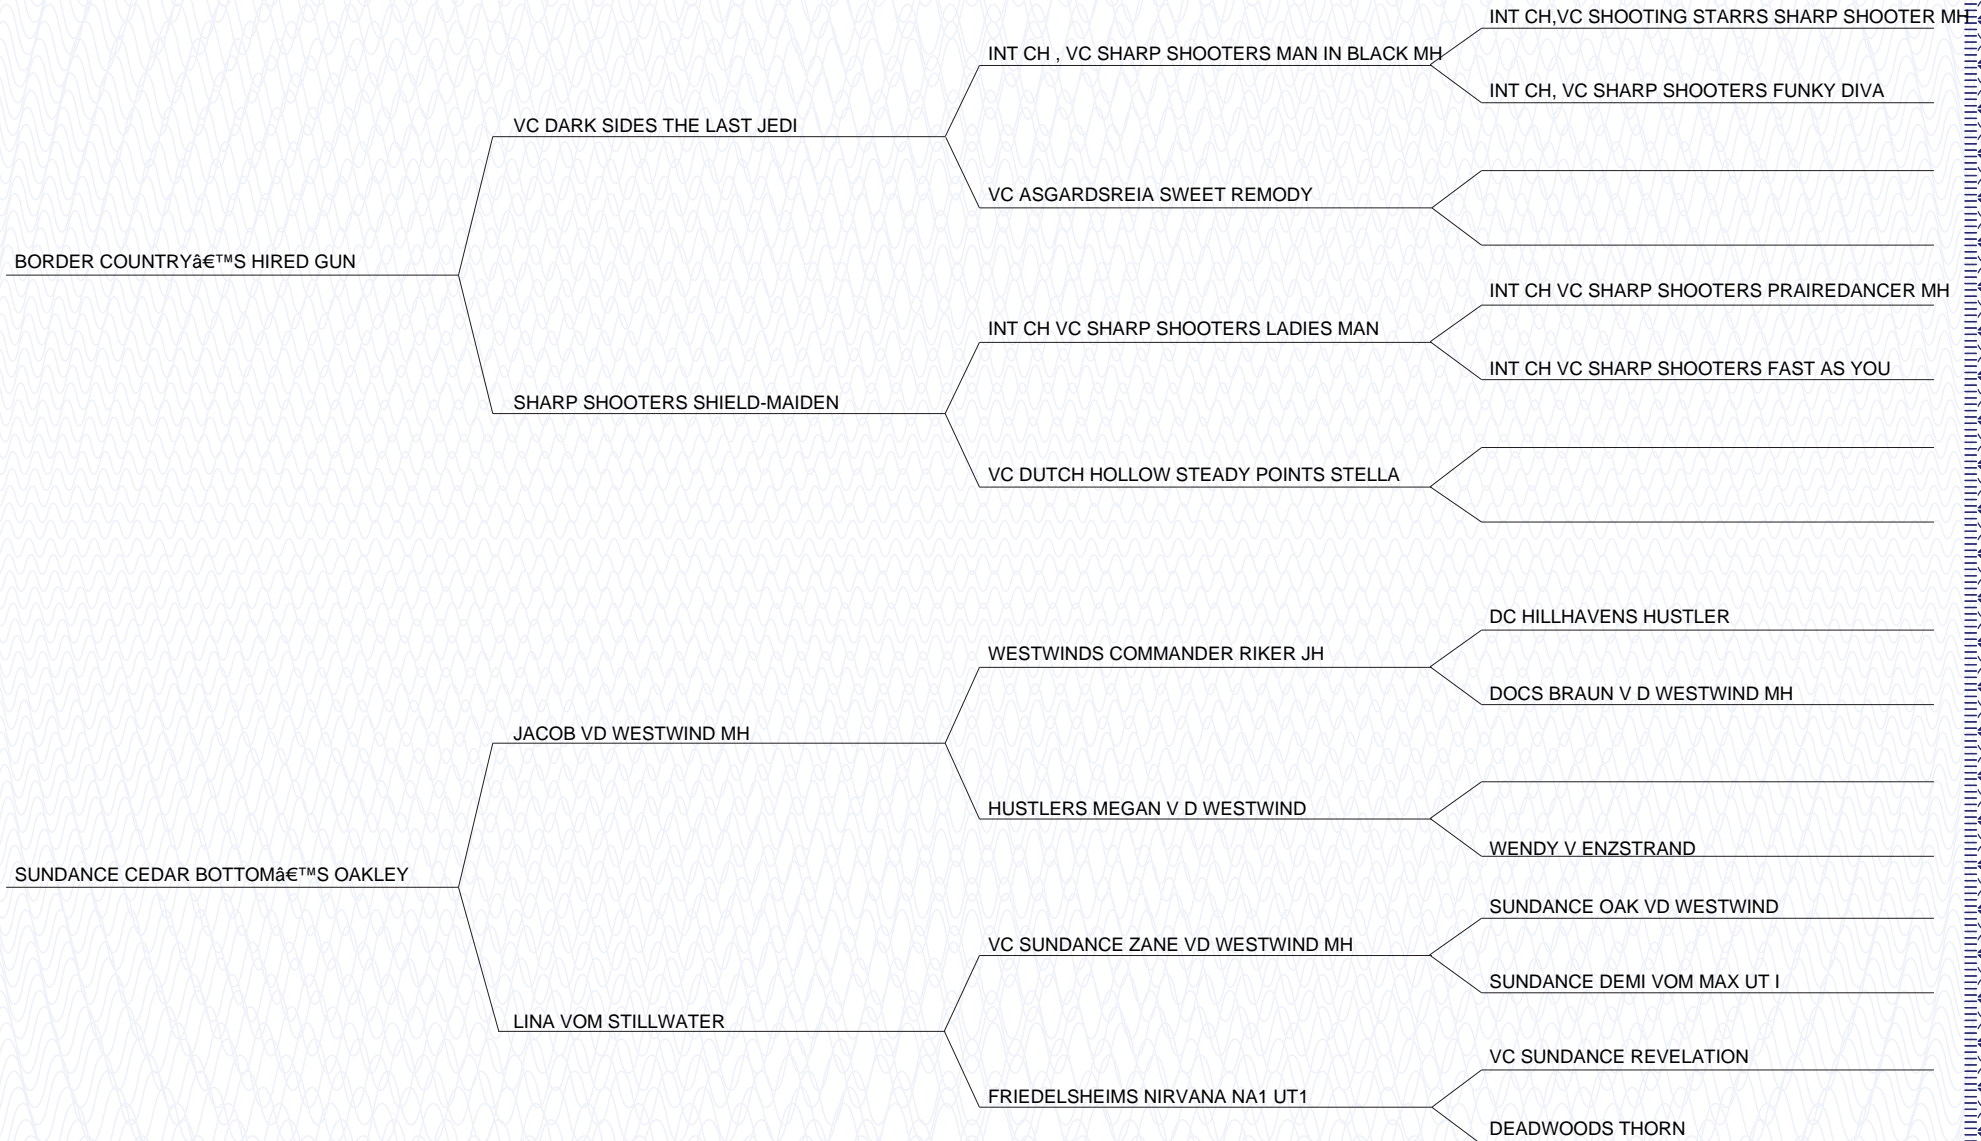 INT CH,VC SHOOTING STARRS SHARP SHOOTER MH
INT CH , VC SHARP SHOOTERS MAN IN BLACK MH
INT CH, VC SHARP SHOOTERS FUNKY DIVA
VC DARK SIDES THE LAST JEDI
VC ASGARDSREIA SWEET REMODY
BORDER COUNTRY’S HIRED GUN
INT CH VC SHARP SHOOTERS PRAIREDANCER MH
INT CH VC SHARP SHOOTERS LADIES MAN
INT CH VC SHARP SHOOTERS FAST AS YOU
SHARP SHOOTERS SHIELD-MAIDEN
VC DUTCH HOLLOW STEADY POINTS STELLA
DC HILLHAVENS HUSTLER
WESTWINDS COMMANDER RIKER JH
DOCS BRAUN V D WESTWIND MH
JACOB VD WESTWIND MH
HUSTLERS MEGAN V D WESTWIND
WENDY V ENZSTRAND
SUNDANCE CEDAR BOTTOM’S OAKLEY
SUNDANCE OAK VD WESTWIND
VC SUNDANCE ZANE VD WESTWIND MH
SUNDANCE DEMI VOM MAX UT I
LINA VOM STILLWATER
VC SUNDANCE REVELATION
FRIEDELSHEIMS NIRVANA NA1 UT1
DEADWOODS THORN